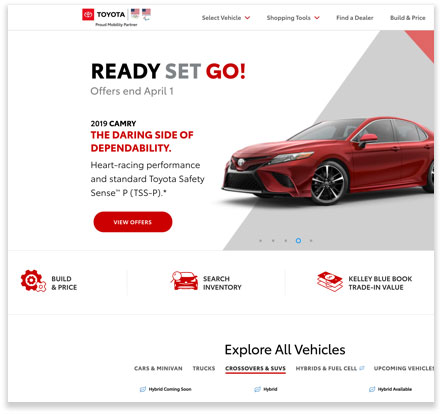 TOYOTA
Proud Mobility Partner
Select Vehicle
Shopping Tools
Find a Dealer
Build & Price
READY SET GO!
Offers end April 1
2019 CAMRY
THE DARING SIDE OF
DEPENDABILITY.
Heart-racing performance
and standard Toyota Safety
Sense™ P (TSS-P).*
VIEW OFFERS
BUILD
& PRICE
SEARCH
INVENTORY
KELLEY BLUE BOOK
TRADE-IN VALUE
Explore All Vehicles
CARS & MINIVAN TRUCKS CROSSOVERS & SUVS HYBRIDS & FUEL CELL UPCOMING VEHICLES
Hybrid Coming Soon Hybrid Hybrid Available